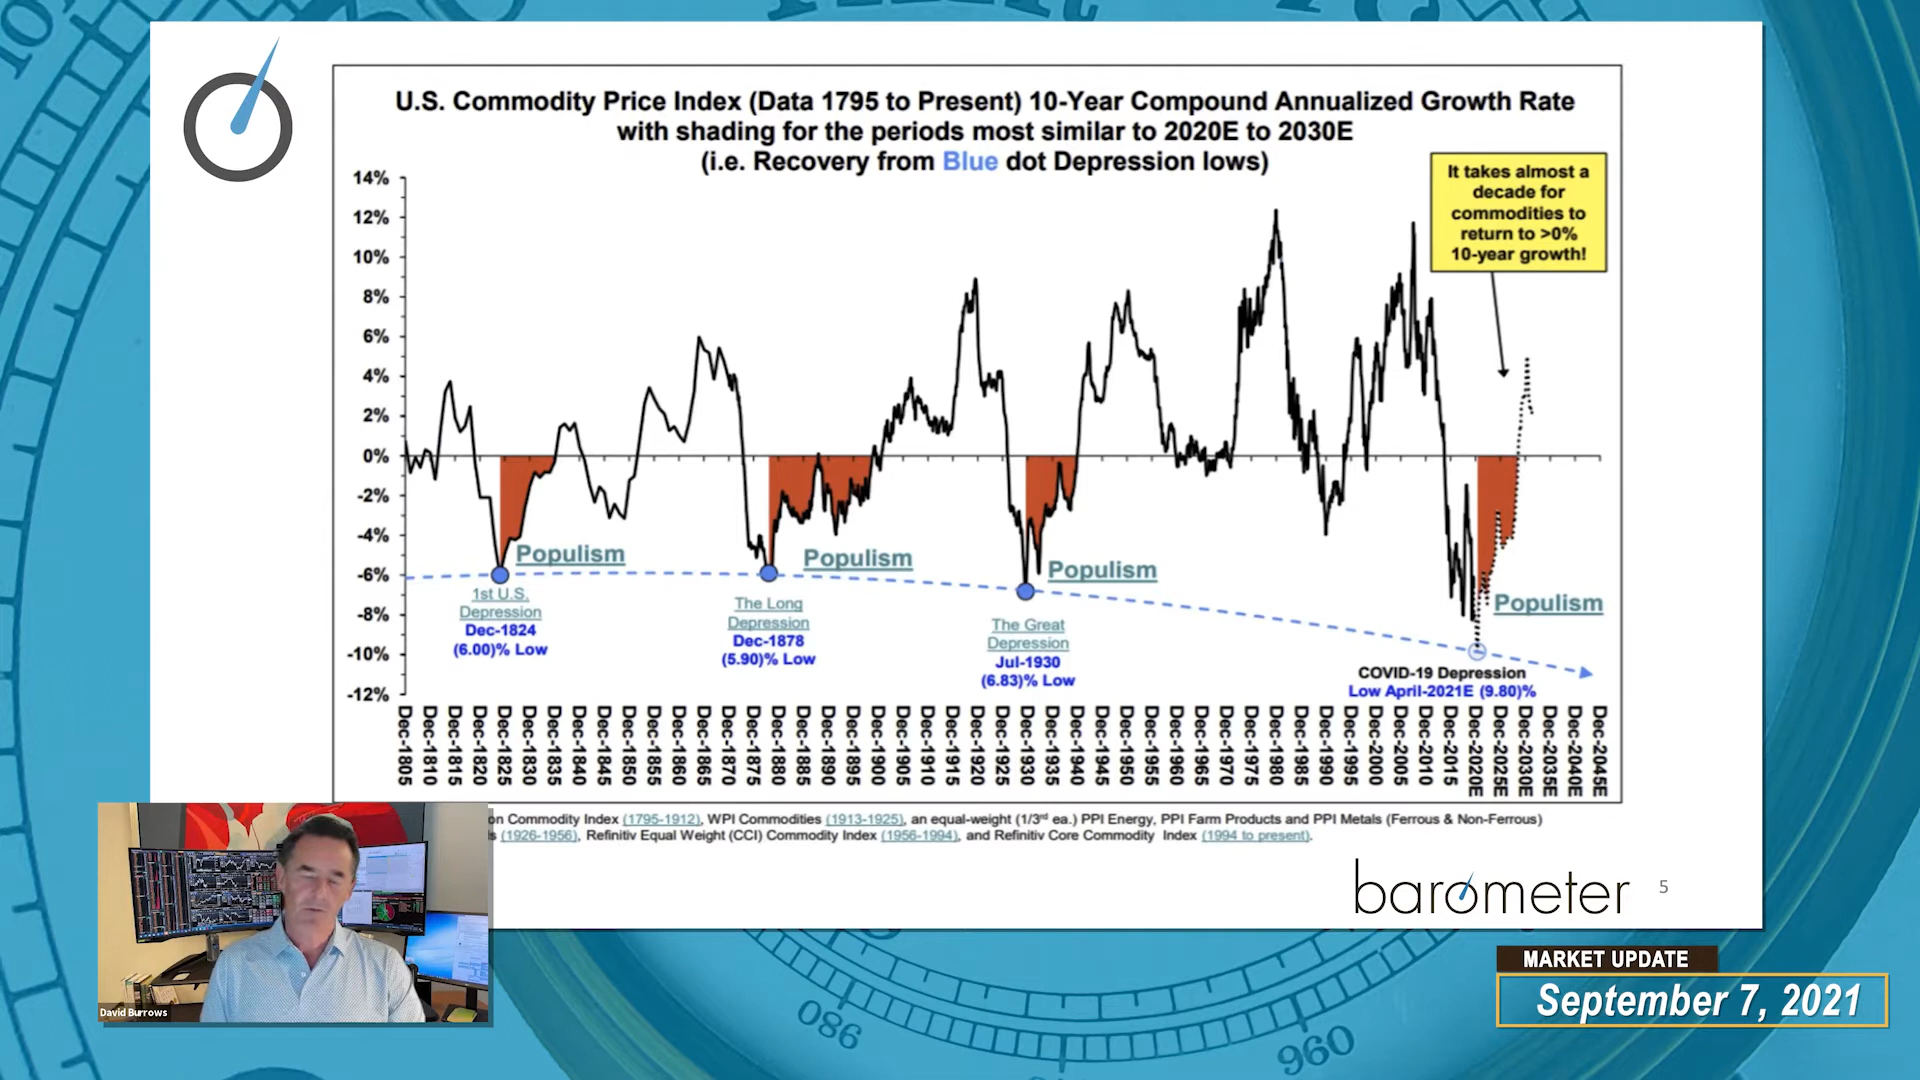 U.S. Commodity Price Index (Data 1795 to Present) 10-Year Compound Annualized Growth Rate
with shading for the periods most similar to 2020E to 2030E
(i.e. Recovery from Blue dot Depression lows)
It takes almost a
decade for
commodities to
return to >0%
10-year growth!
14%
12%
10%
8%
6%
4%
2%
0%
-2%
-4%
-6%
-8%
-10%
-12%
Populism
Populism
Populism
Populism
1st U.S.
Depression
Dec-1824
(6.00)% Low
The Long
Depression
Dec-1878
(5.90)% Low
The Great
Depression
Jul-1930
(6.83)% Low
COVID-19 Depression
Low April-2021E (9.80)%
Dec-1805
Dec-1810
Dec-1815
Dec-1820
Dec-1825
Dec-1830
Dec-1835
Dec-1840
Dec-1845
Dec-1850
Dec-1855
Dec-1860
Dec-1865
Dec-1870
Dec-1875
Dec-1880
Dec-1885
Dec-1890
Dec-1895
Dec-1900
Dec-1905
Dec-1910
Dec-1915
Dec-1920
Dec-1925
Dec-1930
Dec-1935
Dec-1940
Dec-1945
Dec-1950
Dec-1955
Dec-1960
Dec-1965
Dec-1970
Dec-1975
Dec-1980
Dec-1985
Dec-1990
Dec-1995
Dec-2000
Dec-2005
Dec-2010
Dec-2015
Dec-2020E
Dec-2025E
Dec-2030E
Dec-2035E
Dec-2040E
Dec-2045E
on Commodity Index (1795-1912), WPI Commodities (1913-1925), an equal-weight (1/3rd ea.) PPI Energy, PPI Farm Products and PPI Metals (Ferrous & Non-Ferrous)
s (1926-1956), Refinitiv Equal Weight (CCI) Commodity Index (1956-1994), and Refinitiv Core Commodity Index (1994 to present).
barometer
5
MARKET UPDATE
September 7, 2021
David Burrows
086
960